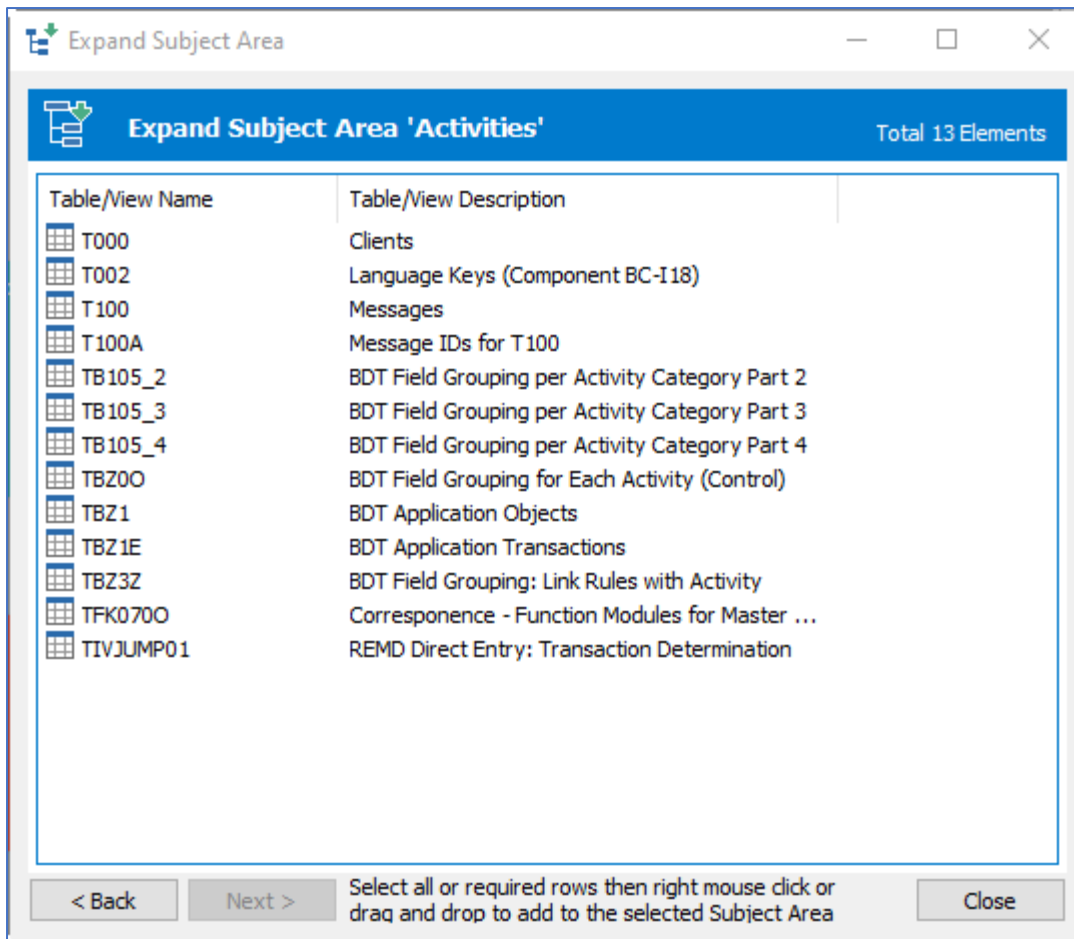 Expand Subject Area
Expand Subject Area 'Activities'
Total 13 Elements
Table/View Name Table/View Description
T000 Clients
T002 Language Keys (Component BC-I18)
T100 Messages
T100A Message IDs for T100
TB105_2 BDT Field Grouping per Activity Category Part 2
TB105_3 BDT Field Grouping per Activity Category Part 3
TB105_4 BDT Field Grouping per Activity Category Part 4
TBZ0O BDT Field Grouping for Each Activity (Control)
TBZ1 BDT Application Objects
TBZ1E BDT Application Transactions
TBZ3Z BDT Field Grouping: Link Rules with Activity
TFK070O Corresponence - Function Modules for Master ...
TIVJUMP01 REMD Direct Entry: Transaction Determination
< Back
Next >
Select all or required rows then right mouse click or
drag and drop to add to the selected Subject Area
Close